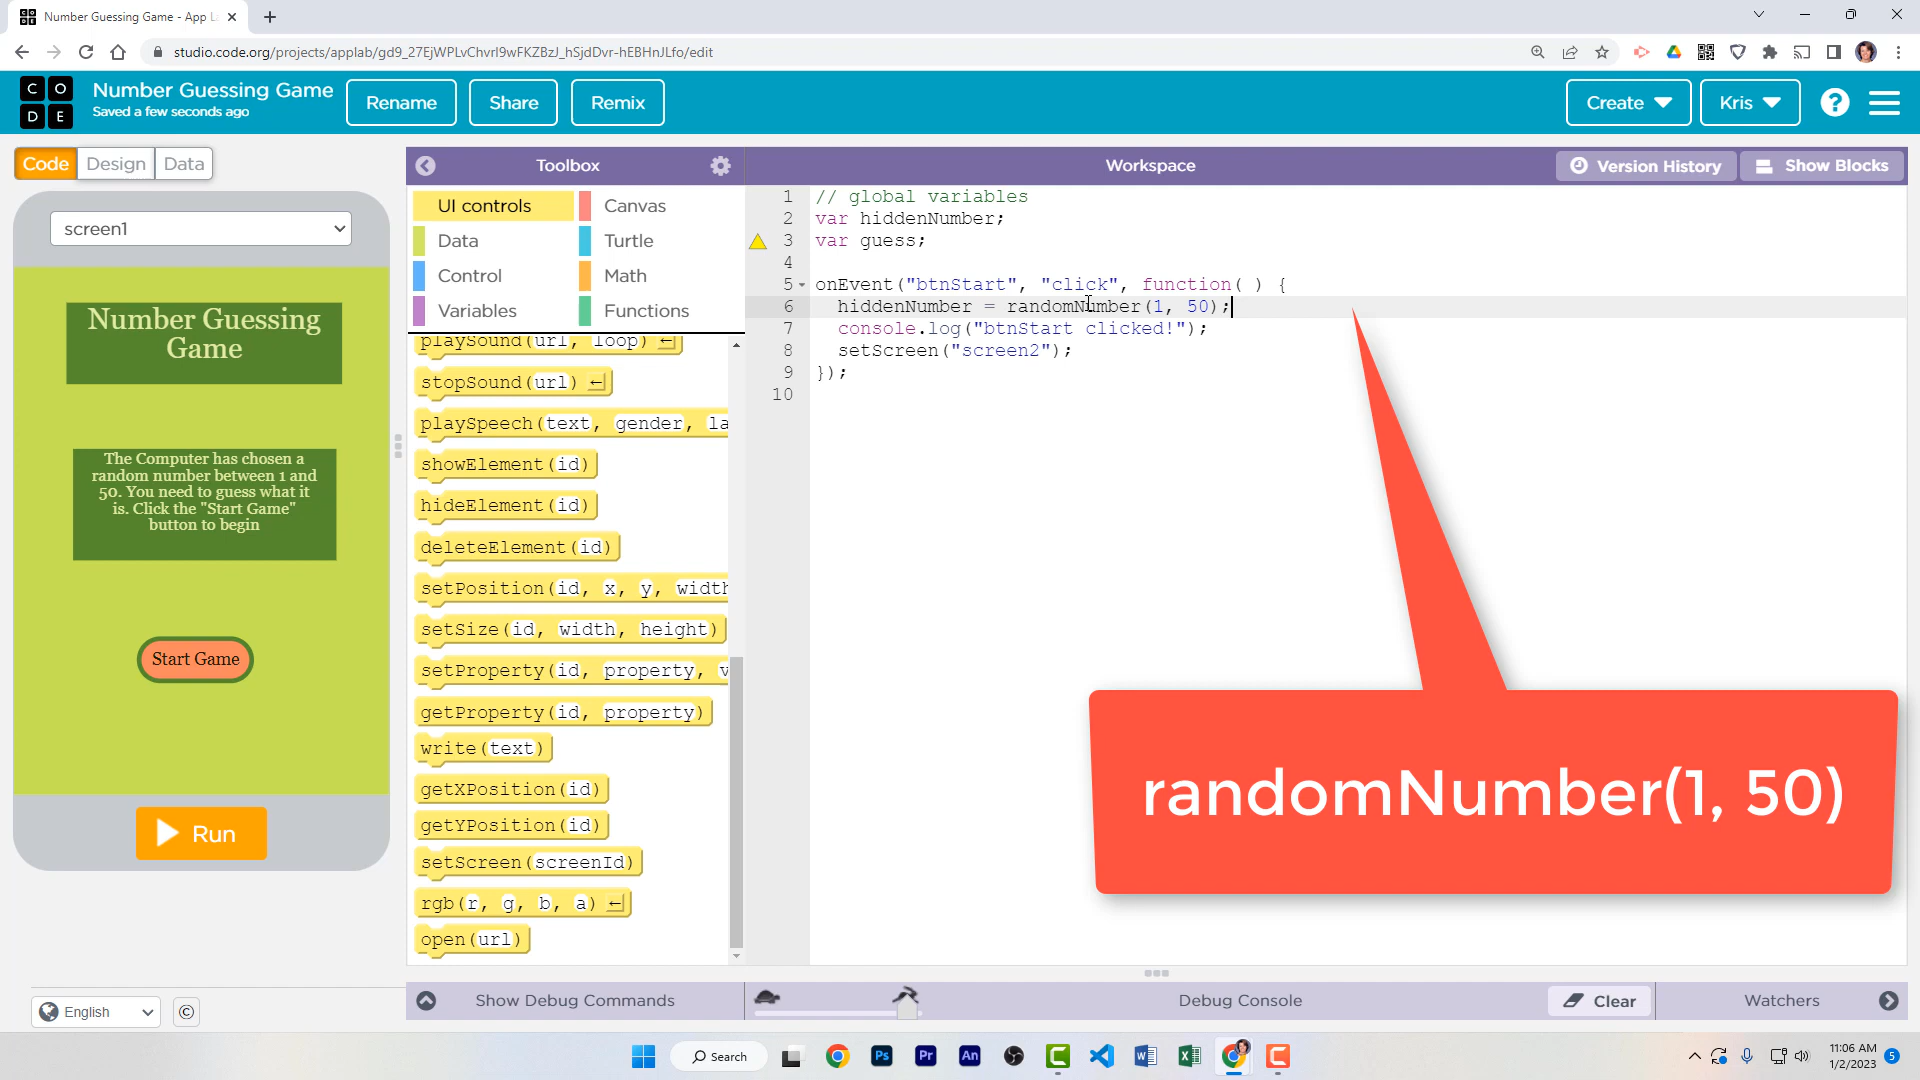 Number Guessing Game - App La
studio.code.org/projects/applab/gd9_27EjWPLvChvrI9wFKZBzJ_hSjdDvr-hEBHnJLfo/edit
C O
D E
Number Guessing Game
Saved a few seconds ago
Rename
Share
Remix
Create
Kris
?
Code
Design
Data
Toolbox
Workspace
Version History
Show Blocks
screen1
Number Guessing
Game
The Computer has chosen a
random number between 1 and
50. You need to guess what it
is. Click the "Start Game"
button to begin
Start Game
Run
UI controls
Canvas
Data
Turtle
Control
Math
Variables
Functions
playSound(url, loop)
stopSound(url)
playSpeech(text, gender, la
showElement(id)
hideElement(id)
deleteElement(id)
setPosition(id, x, y, width
setSize(id, width, height)
setProperty(id, property, v
getProperty(id, property)
write(text)
getXPosition(id)
getYPosition(id)
setScreen(screenId)
rgb(r, g, b, a)
open(url)
1 // global variables
2 var hiddenNumber;
3 var guess;
4
5 onEvent("btnStart", "click", function( ) {
6 hiddenNumber = randomNumber(1, 50);
7 console.log("btnStart clicked!");
8 setScreen("screen2");
9 });
10
randomNumber(1, 50)
English
©
Show Debug Commands
Debug Console
Clear
Watchers
Search
Ps
Pr
An
11:06 AM
1/2/2023
5